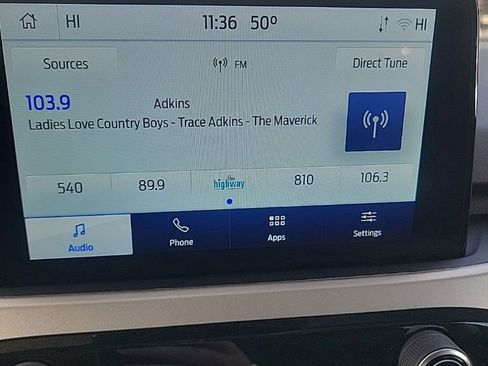 HI 11:36 50° HI
Sources FM Direct Tune
103.9 Adkins
Ladies Love Country Boys - Trace Adkins - The Maverick
540 89.9 the highway 810 106.3
Audio Phone Apps Settings